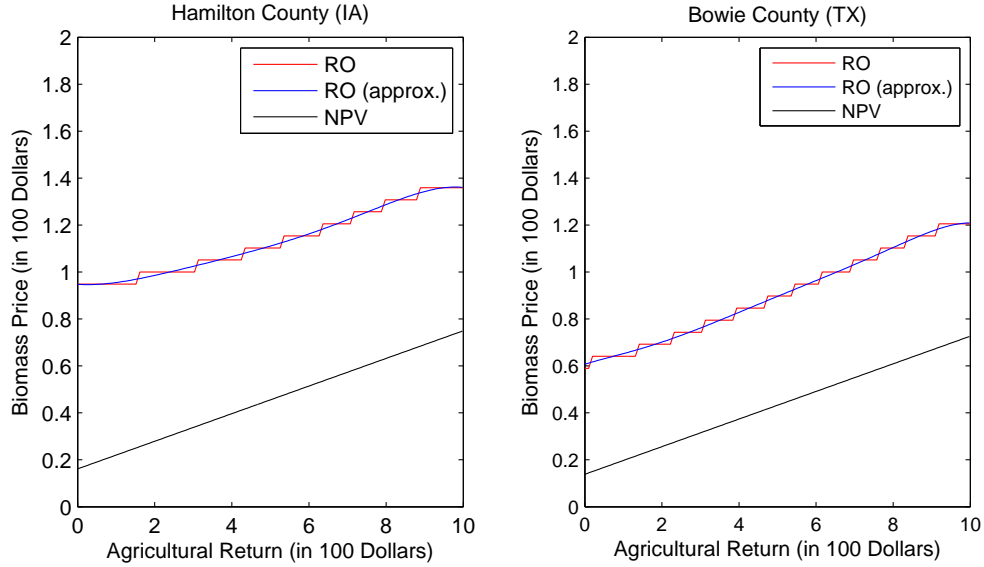 Hamilton County (IA)
2
1.8
1.6
1.4
1.2
1
0.8
0.6
0.4
0.2
0
Biomass Price (in 100 Dollars)
RO
RO (approx.)
NPV
0 2 4 6 8 10
Agricultural Return (in 100 Dollars)
Bowie County (TX)
2
1.8
1.6
1.4
1.2
1
0.8
0.6
0.4
0.2
0
Biomass Price (in 100 Dollars)
RO
RO (approx.)
NPV
0 2 4 6 8 10
Agricultural Return (in 100 Dollars)